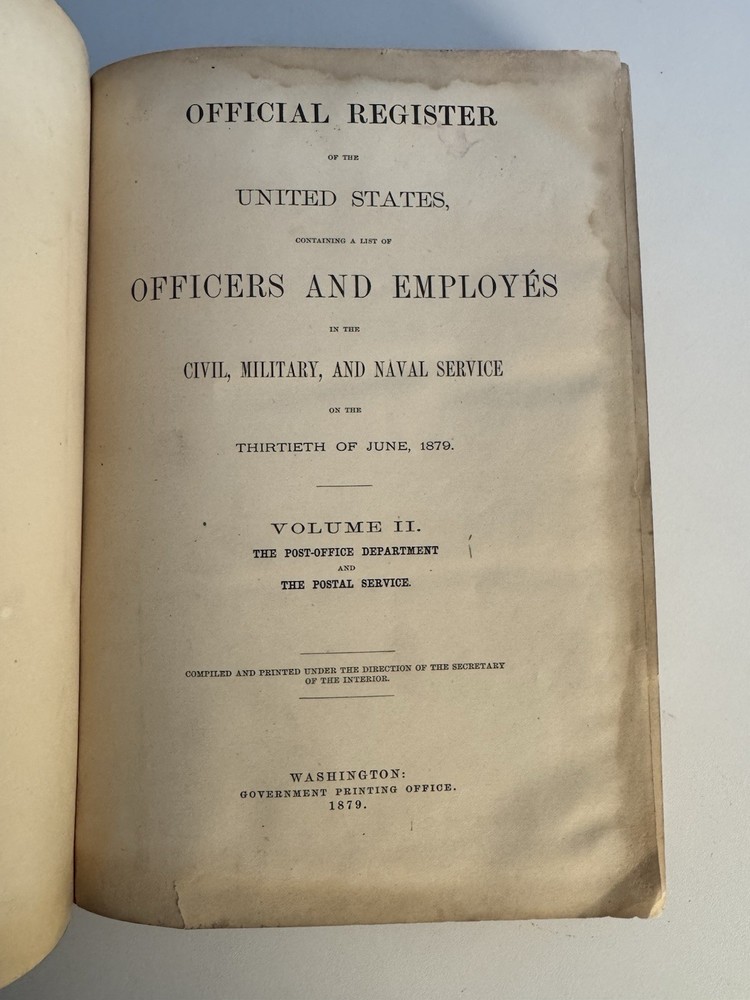 OFFICIAL REGISTER
OF THE
UNITED STATES,
CONTAINING A LIST OF
OFFICERS AND EMPLOYÉS
IN THE
CIVIL, MILITARY, AND NAVAL SERVICE
ON THE
THIRTIETH OF JUNE, 1879.
VOLUME II.
THE POST-OFFICE DEPARTMENT
AND
THE POSTAL SERVICE.
COMPILED AND PRINTED UNDER THE DIRECTION OF THE SECRETARY
OF THE INTERIOR.
WASHINGTON:
GOVERNMENT PRINTING OFFICE.
1879.